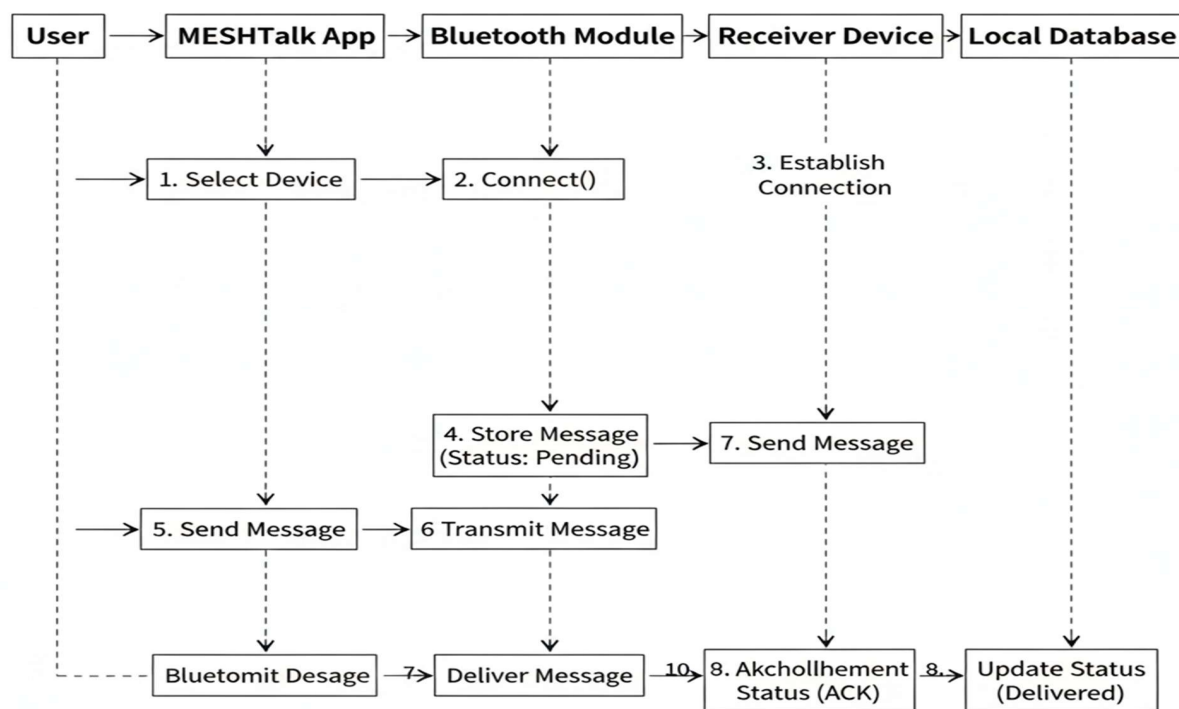 User
MESHTalk App
Bluetooth Module
Receiver Device
Local Database
1. Select Device
2. Connect()
3. Establish
Connection
4. Store Message
(Status: Pending)
7. Send Message
5. Send Message
6 Transmit Message
Bluetomit Desage
7
Deliver Message
10
8. Akchollhement
Status (ACK)
8.
Update Status
(Delivered)